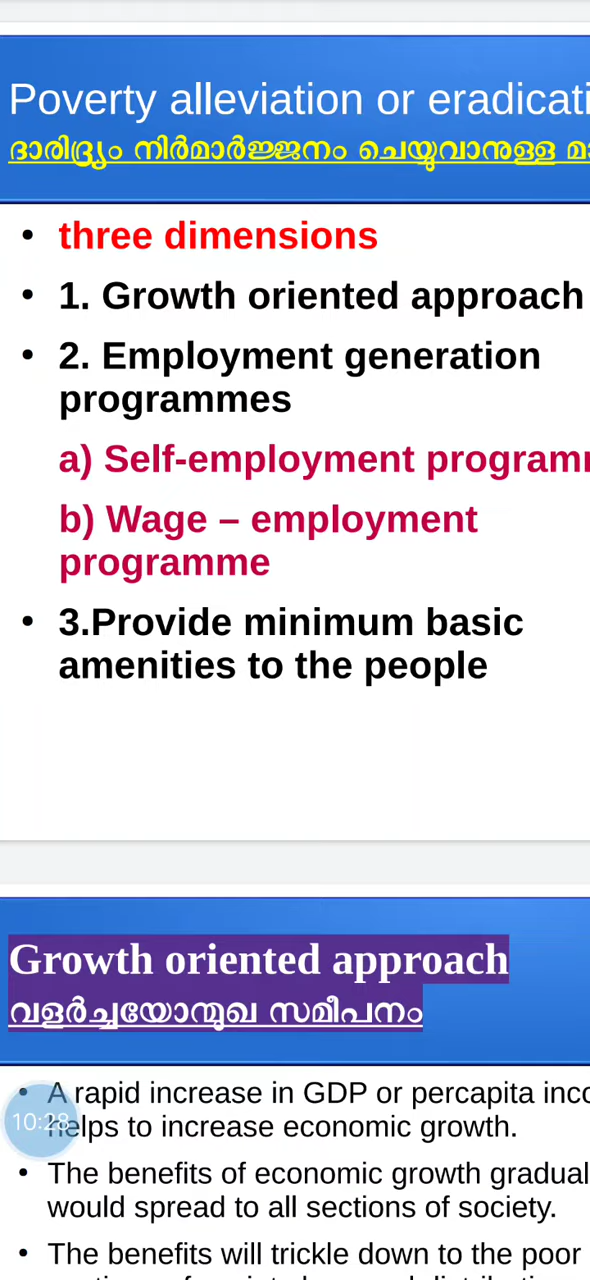 Poverty alleviation or eradicati
ദാരിദ്ര്യം നിർമാർജ്ജനം ചെയ്യുവാനുള്ള മാ
• three dimensions
• 1. Growth oriented approach
• 2. Employment generation
programmes
a) Self-employment program
b) Wage – employment
programme
• 3.Provide minimum basic
amenities to the people
Growth oriented approach
വളർച്ചയോന്മുഖ സമീപനം
• A rapid increase in GDP or percapita inco
10:28
helps to increase economic growth.
• The benefits of economic growth gradual
would spread to all sections of society.
• The benefits will trickle down to the poor